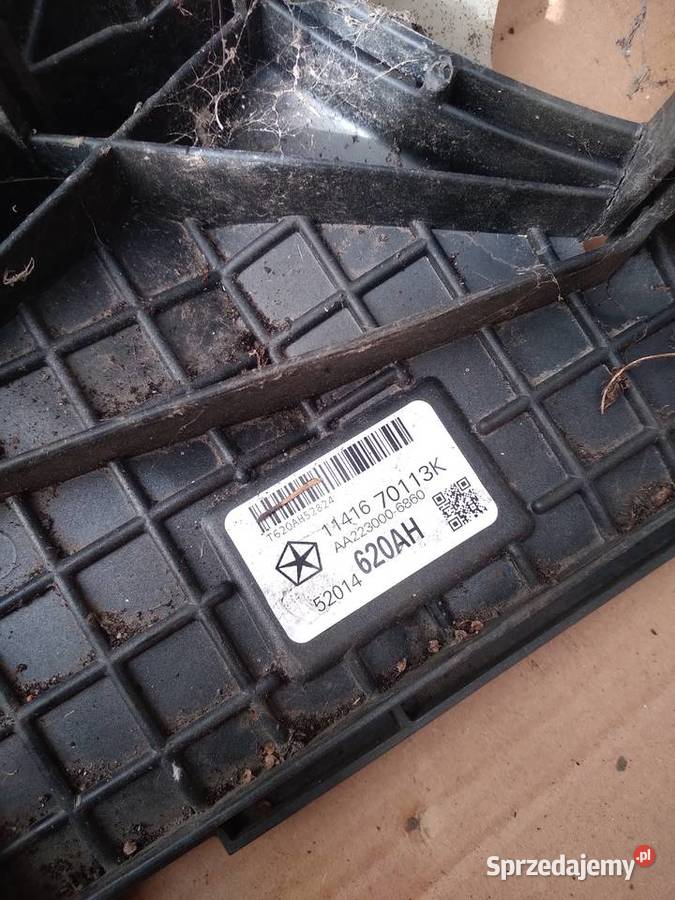 T620AH52824
11416 70113K
AA223000-6860
52014 620AH
Sprzedajemy.pl